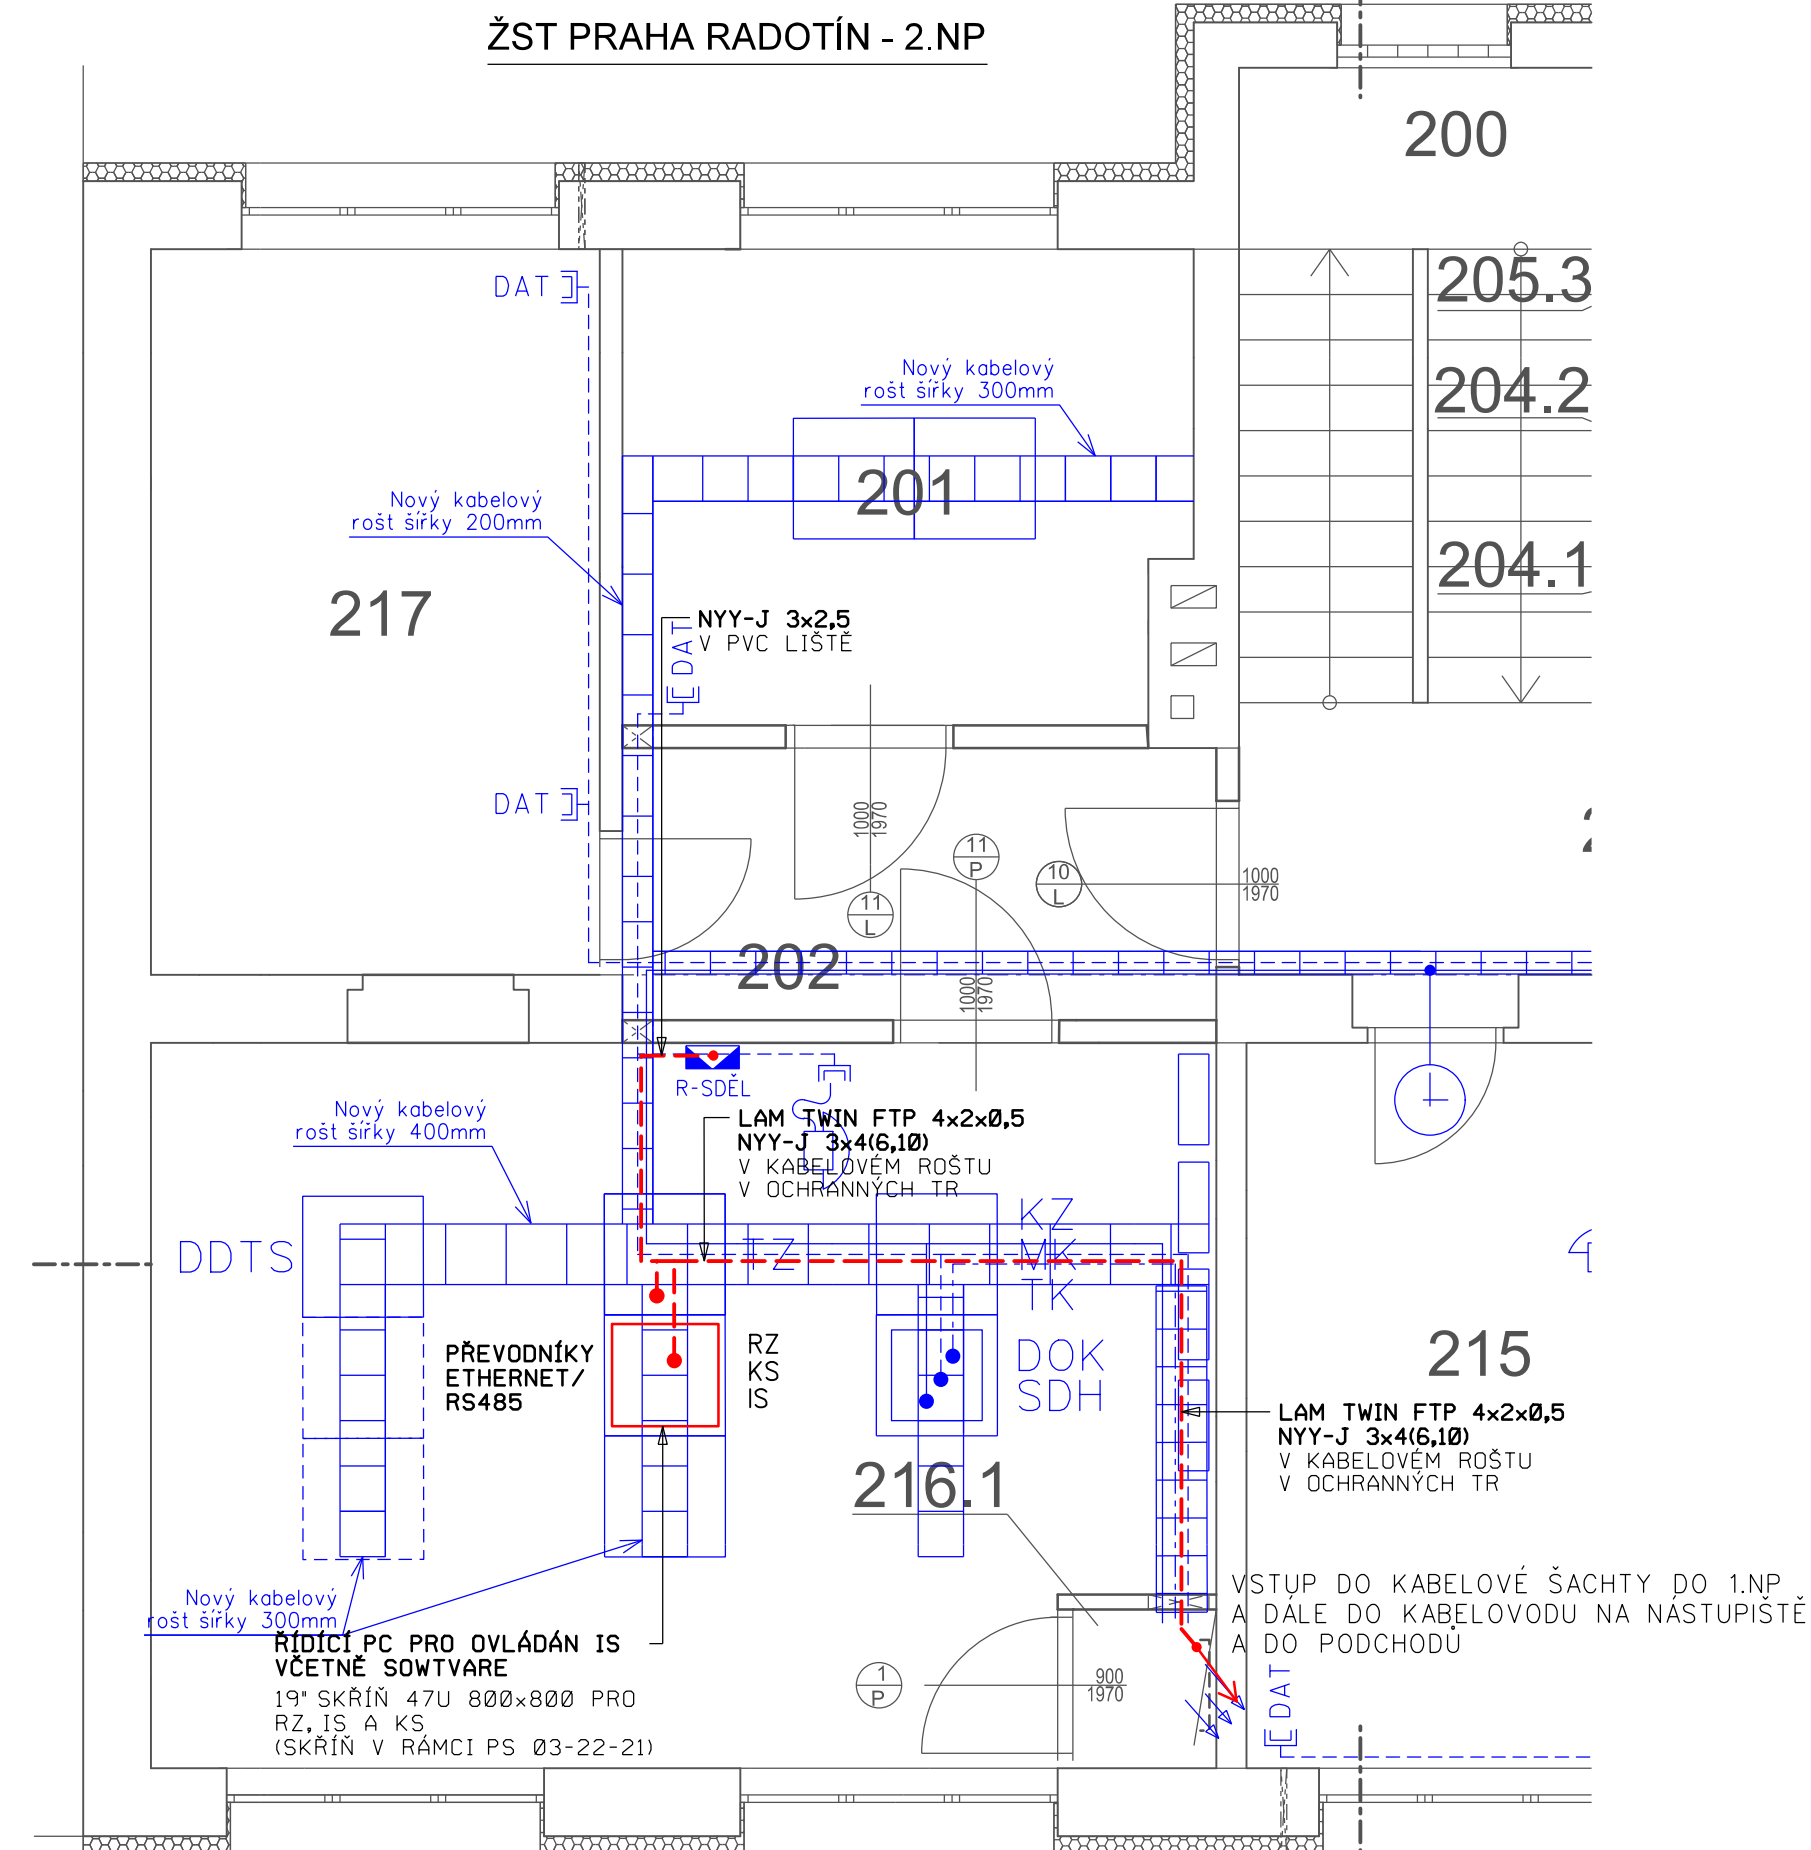 ŽST PRAHA RADOTÍN - 2.NP
200
205.3
204.2
204.1
DAT
Nový kabelový
rošt šířky 300mm
201
Nový kabelový
rošt šířky 200mm
217
NYY-J 3x2,5
V PVC LIŠTĚ
DAT
DAT
1000
1970
11
P
10
L
1000
1970
11
L
202
1000
1970
R-SDĚL
Nový kabelový
rošt šířky 400mm
LAM TWIN FTP 4x2x0,5
NYY-J 3x4(6,10)
V KABELOVÉM ROŠTU
V OCHRANNÝCH TR
DDTS
TZ
KZ
MK
TK
PŘEVODNÍKY
ETHERNET/
RS485
RZ
KS
IS
DOK
SDH
215
LAM TWIN FTP 4x2x0,5
NYY-J 3x4(6,10)
V KABELOVÉM ROŠTU
V OCHRANNÝCH TR
216.1
Nový kabelový
rošt šířky 300mm
VSTUP DO KABELOVÉ ŠACHTY DO 1.NP
A DÁLE DO KABELOVODU NA NÁSTUPIŠTĚ
A DO PODCHODŮ
ŘÍDÍCÍ PC PRO OVLÁDÁN IS
VČETNĚ SOWTVARE
19" SKŘÍŇ 47U 800x800 PRO
RZ, IS A KS
(SKŘÍŇ V RÁMCI PS 03-22-21)
1
P
900
1970
DAT